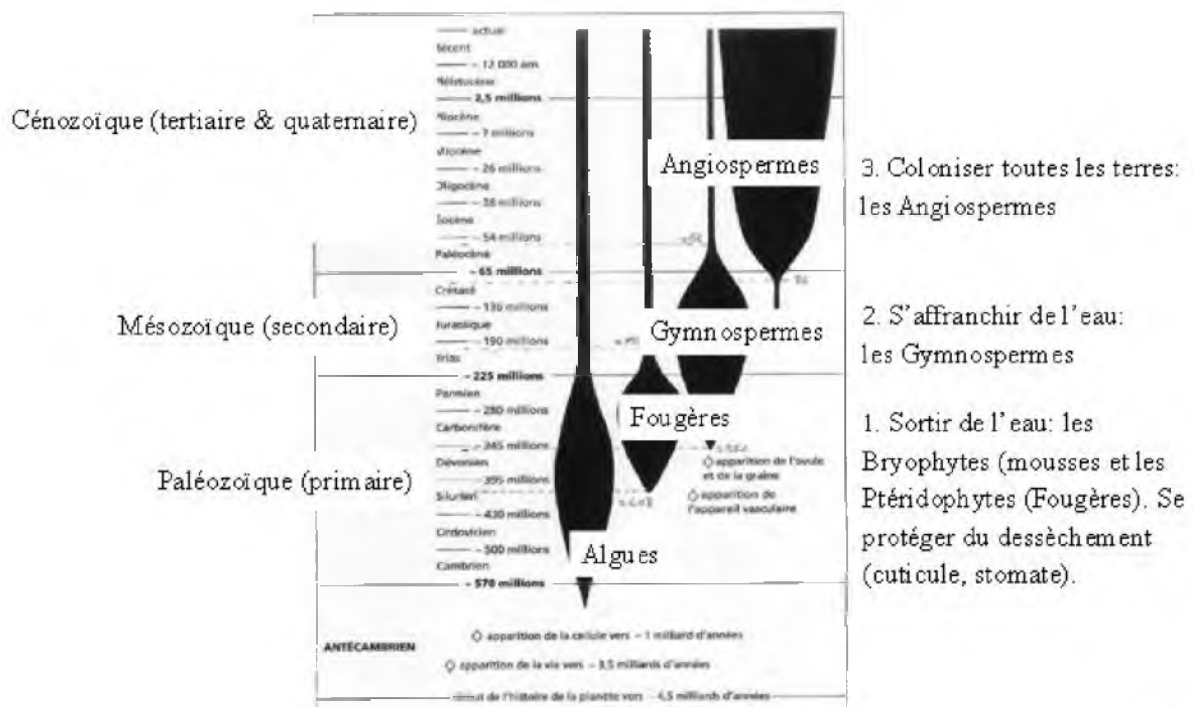 actuel
Récent
- 12 000 ans
Pléistocène
- 2,5 millions
Pliocène
- 7 millions
Miocène
- 26 millions
Oligocène
- 38 millions
Éocène
- 54 millions
Paléocène
- 65 millions
Crétacé
- 136 millions
Jurassique
- 190 millions
Trias
- 225 millions
Permien
- 280 millions
Carbonifère
- 345 millions
Dévonien
- 395 millions
Silurien
- 430 millions
Ordovicien
- 500 millions
Cambrien
- 570 millions
Cénozoïque (tertiaire & quaternaire)
Mésozoïque (secondaire)
Paléozoïque (primaire)
Angiospermes
Gymnospermes
Fougères
Algues
apparition de l'ovule
et de la graine
apparition de
l'appareil vasculaire
ANTÉCAMBRIEN
apparition de la cellule vers - 1 milliard d'années
apparition de la vie vers - 3,5 milliards d'années
début de l'histoire de la planète vers - 4,5 milliards d'années
3. Coloniser toutes les terres:
les Angiospermes
2. S'affranchir de l'eau:
les Gymnospermes
1. Sortir de l'eau: les
Bryophytes (mousses et les
Ptéridophytes (Fougères). Se
protéger du dessèchement
(cuticule, stomate).